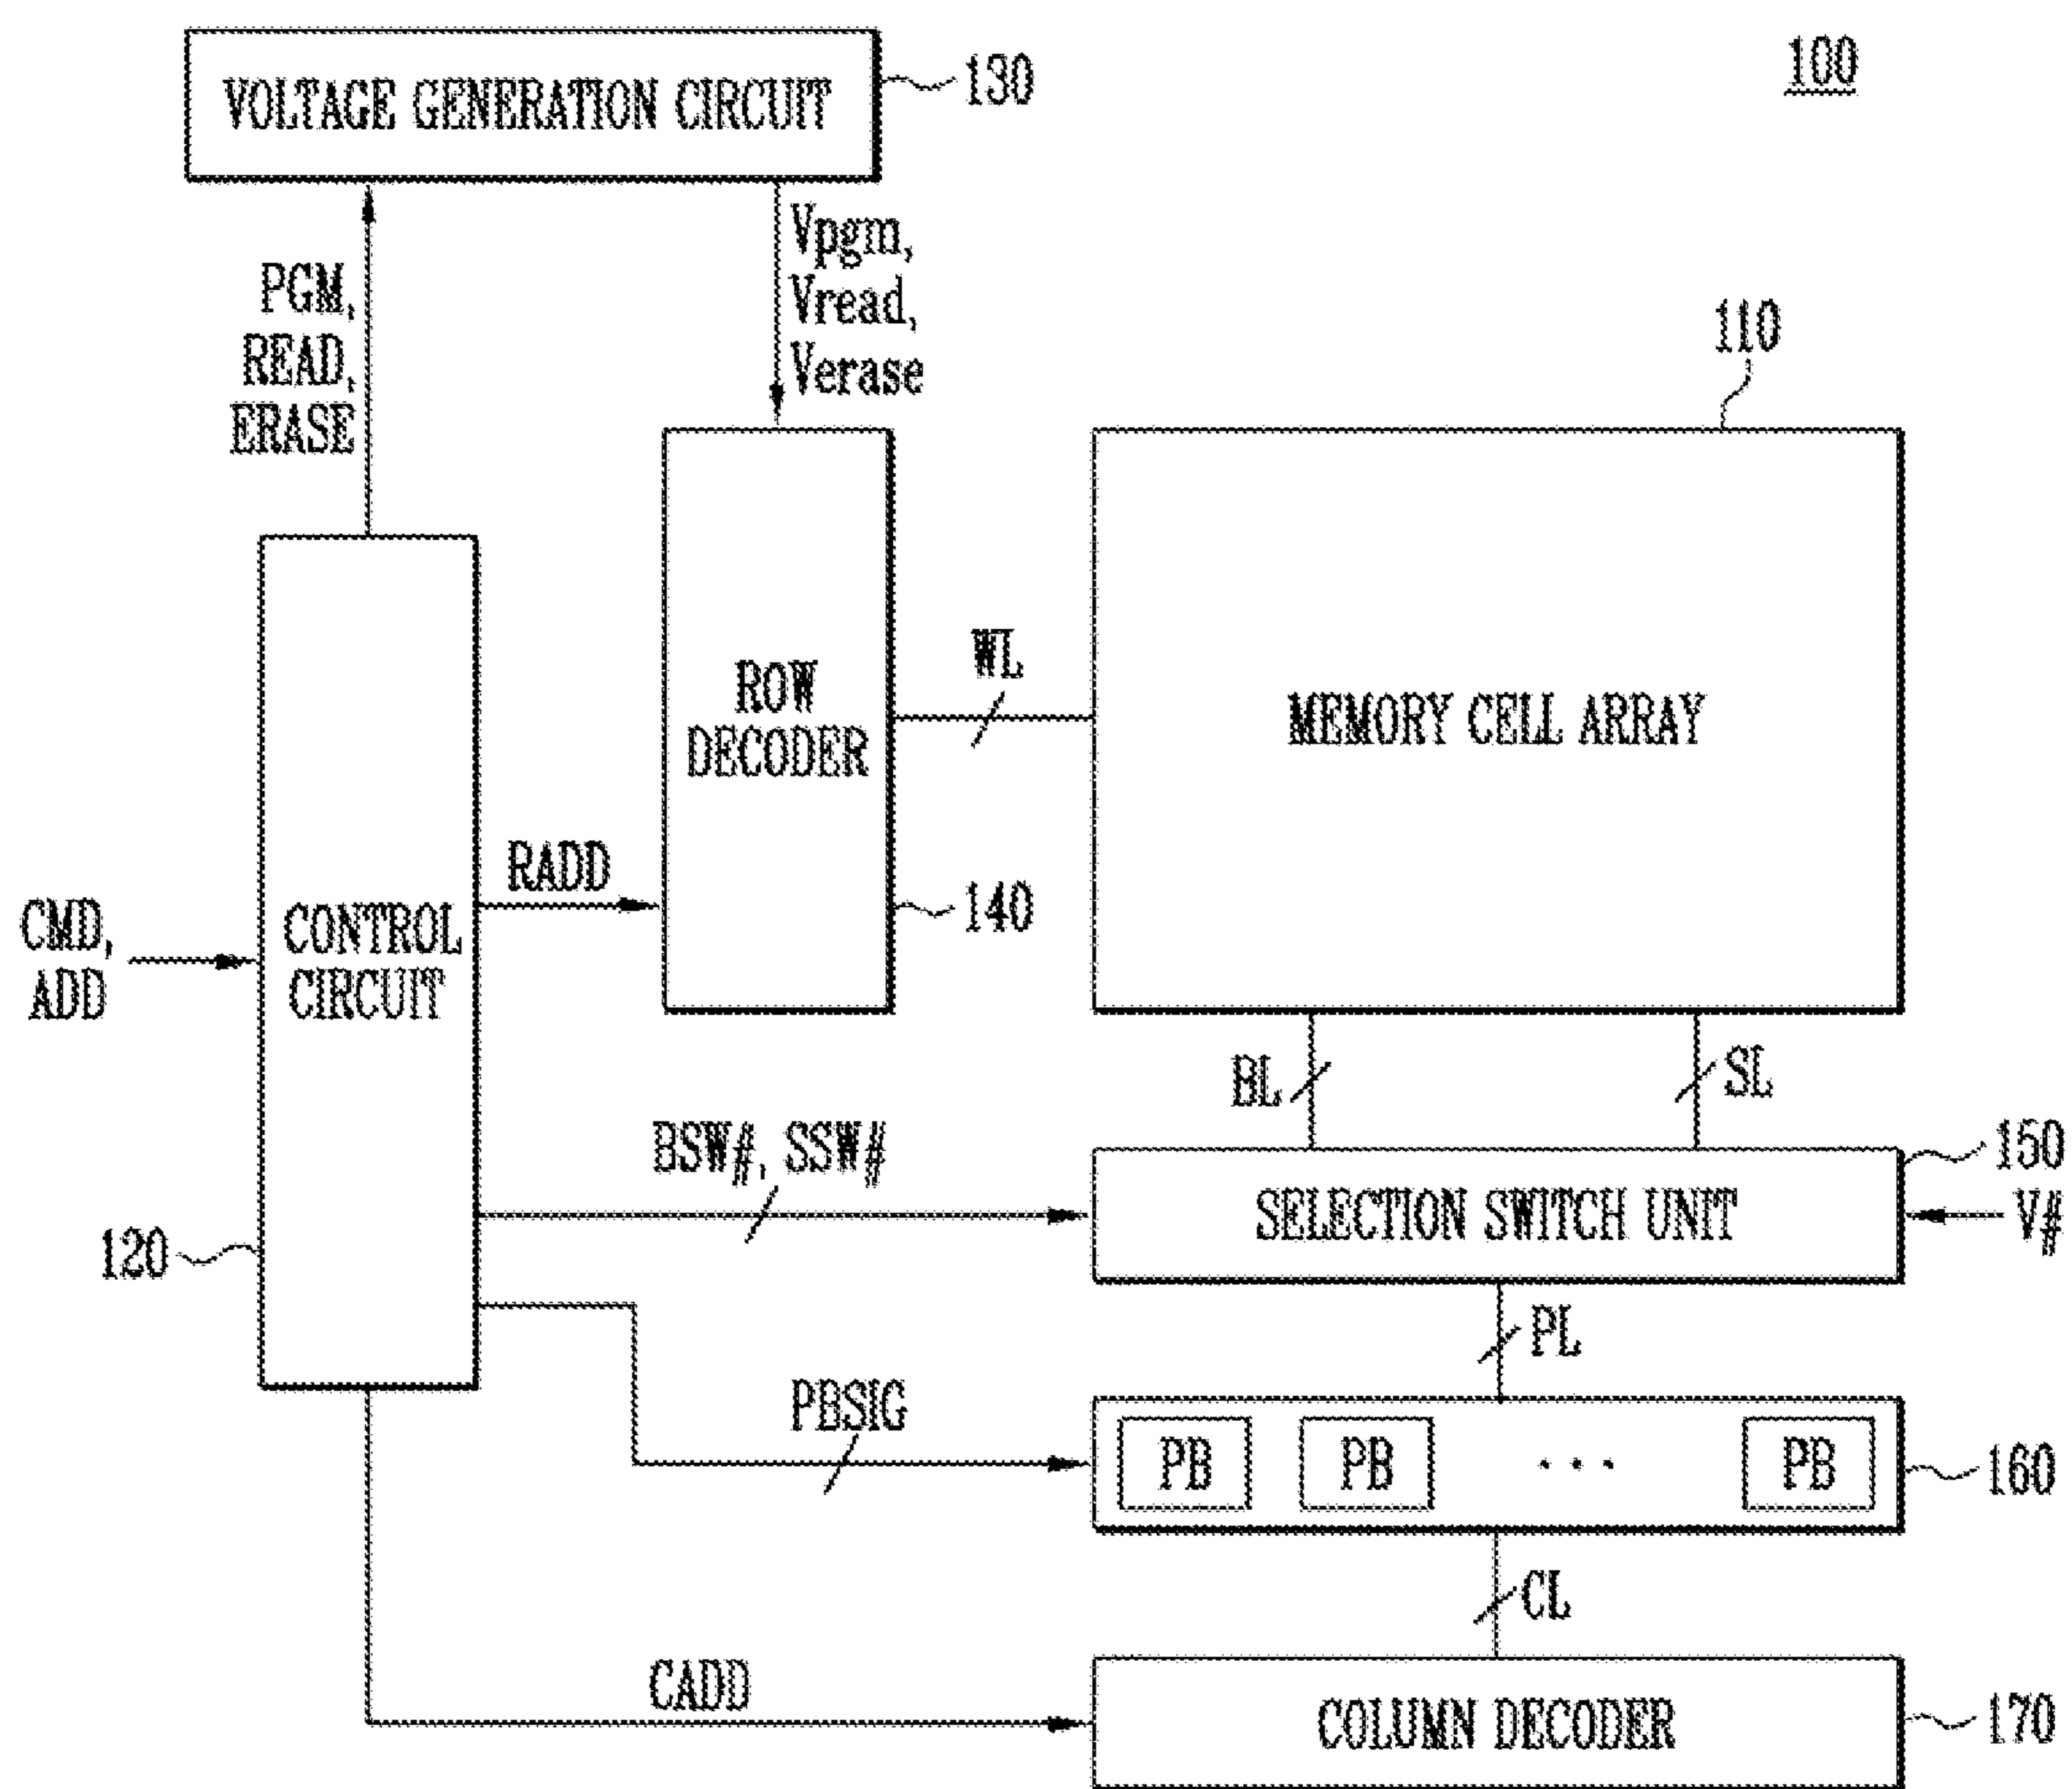 100
VOLTAGE GENERATION CIRCUIT
130
PGM,
READ,
ERASE
Vpgm,
Vread,
Verase
110
ROW
DECODER
WL
MEMORY CELL ARRAY
RADD
140
CMD,
ADD
CONTROL
CIRCUIT
BL
SL
BSW#, SSW#
150
SELECTION SWITCH UNIT
V#
120
PL
PBSIG
PB
PB
...
PB
160
CL
CADD
COLUMN DECODER
170